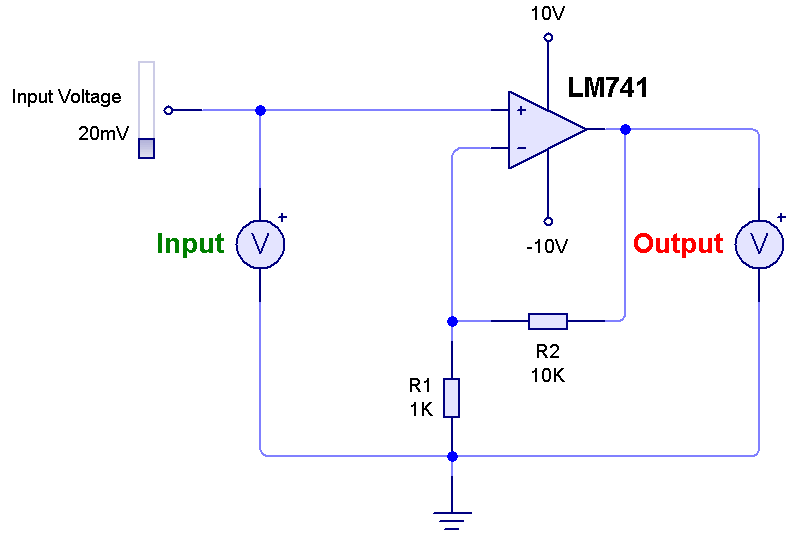 10V
LM741
Input Voltage
20mV
+
−
Input
+
V
-10V
Output
+
V
R2
10K
R1
1K